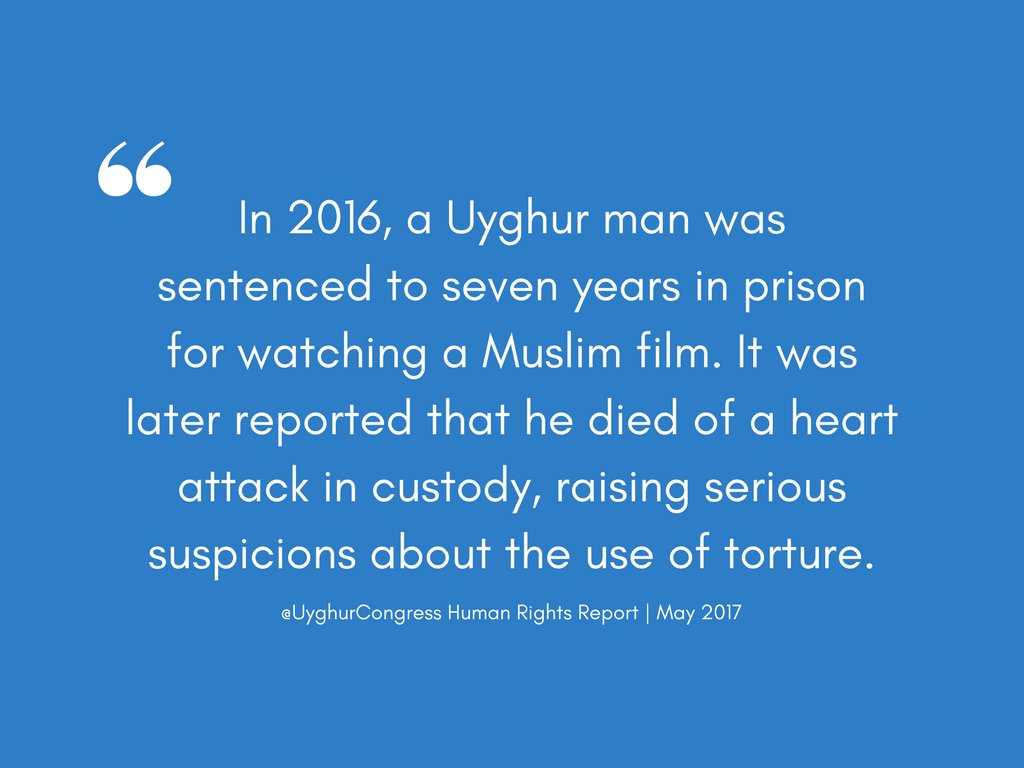 “
In 2016, a Uyghur man was
sentenced to seven years in prison
for watching a Muslim film. It was
later reported that he died of a heart
attack in custody, raising serious
suspicions about the use of torture.
@UyghurCongress Human Rights Report | May 2017